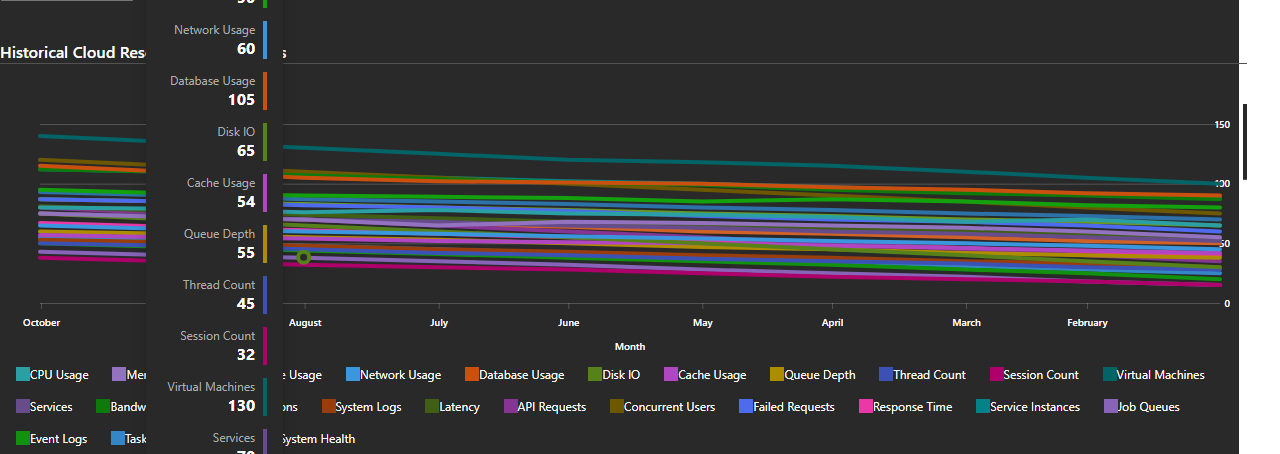 Network Usage
60
Historical Cloud Res
s
Database Usage
105
150
Disk IO
65
Cache Usage
54
100
Queue Depth
55
50
Thread Count
45
0
October August July June May April March February
Session Count
32
Month
CPU Usage Me e Usage Network Usage Database Usage Disk IO Cache Usage Queue Depth Thread Count Session Count Virtual Machines
Virtual Machines
130
Services Bandw ons System Logs Latency API Requests Concurrent Users Failed Requests Response Time Service Instances Job Queues
Services
Event Logs Task System Health